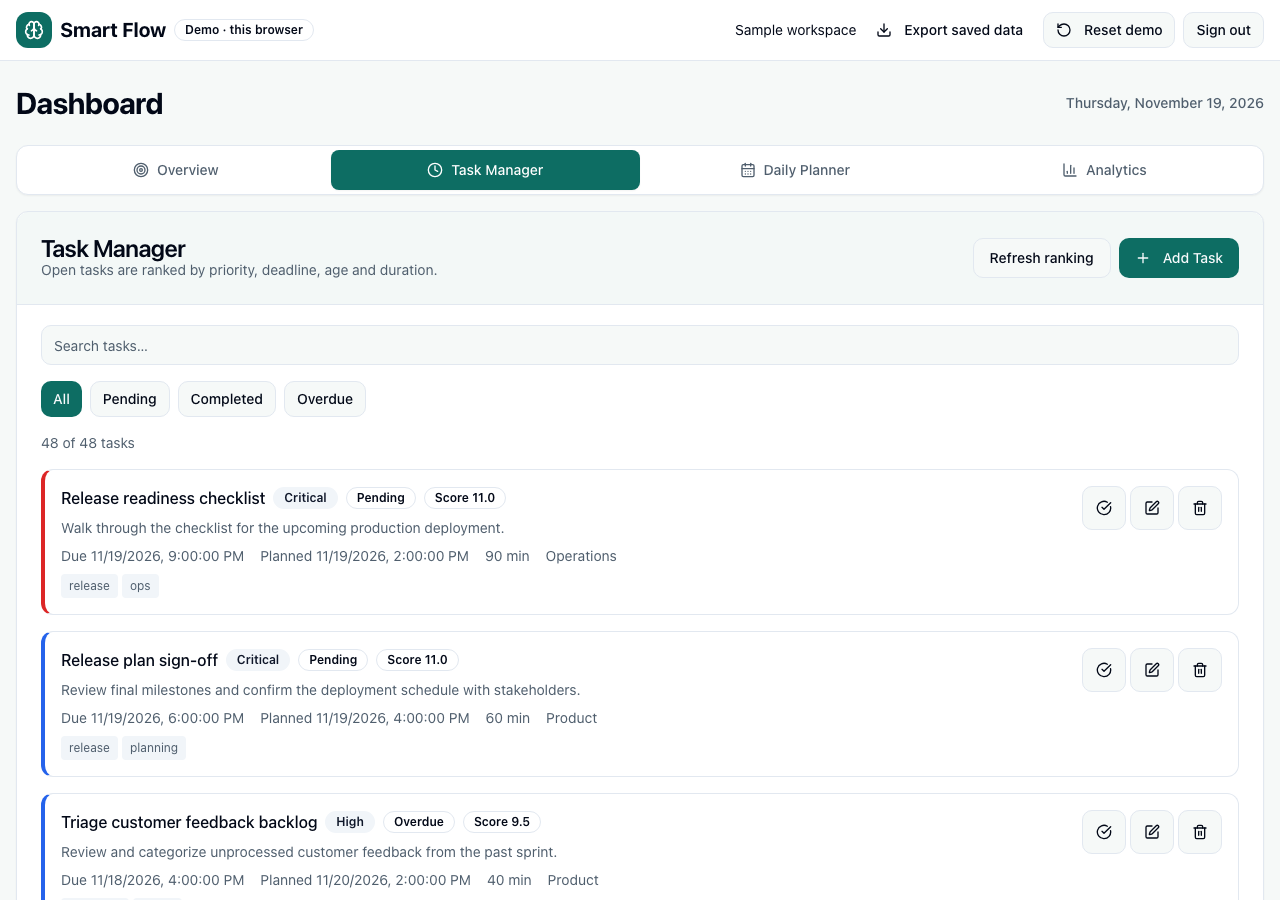 Smart Flow
Demo · this browser
Sample workspace
Export saved data
Reset demo
Sign out
Dashboard
Thursday, November 19, 2026
Overview
Task Manager
Daily Planner
Analytics
Task Manager
Open tasks are ranked by priority, deadline, age and duration.
Refresh ranking
Add Task
Search tasks...
All
Pending
Completed
Overdue
48 of 48 tasks
Release readiness checklist Critical Pending Score 11.0
Walk through the checklist for the upcoming production deployment.
Due 11/19/2026, 9:00:00 PM Planned 11/19/2026, 2:00:00 PM 90 min Operations
release ops
Release plan sign-off Critical Pending Score 11.0
Review final milestones and confirm the deployment schedule with stakeholders.
Due 11/19/2026, 6:00:00 PM Planned 11/19/2026, 4:00:00 PM 60 min Product
release planning
Triage customer feedback backlog High Overdue Score 9.5
Review and categorize unprocessed customer feedback from the past sprint.
Due 11/18/2026, 4:00:00 PM Planned 11/20/2026, 2:00:00 PM 40 min Product